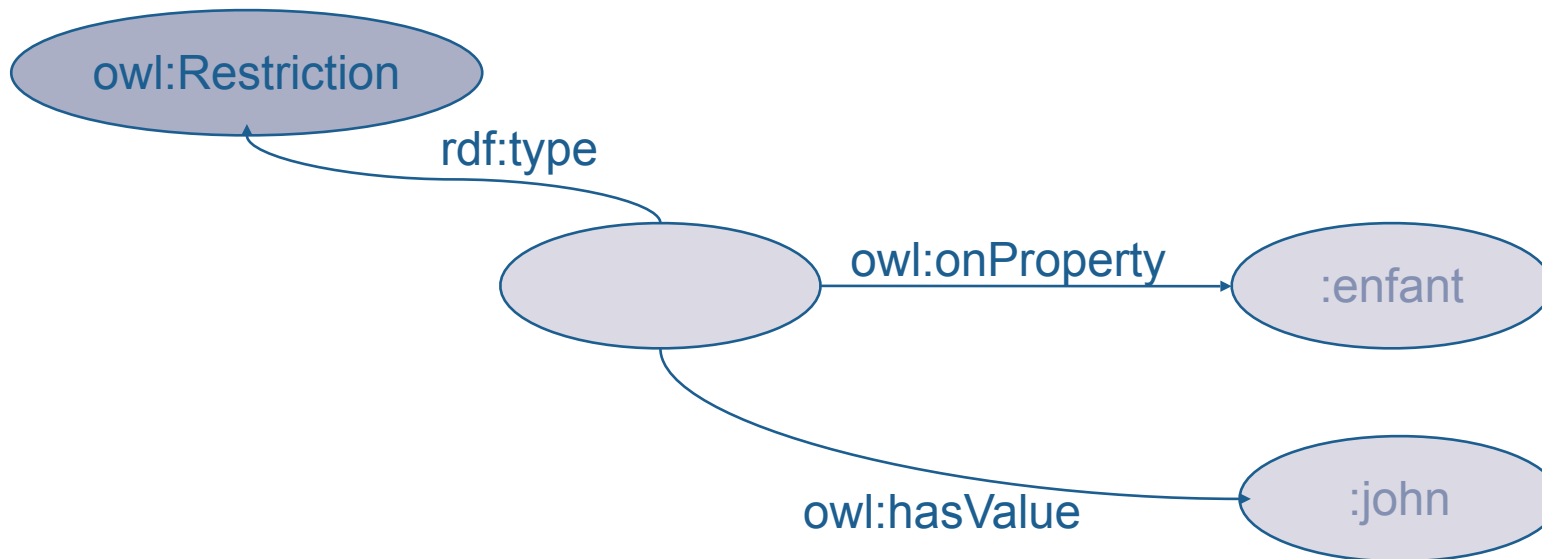 owl:Restriction
rdf:type
owl:onProperty
:enfant
owl:hasValue
:john